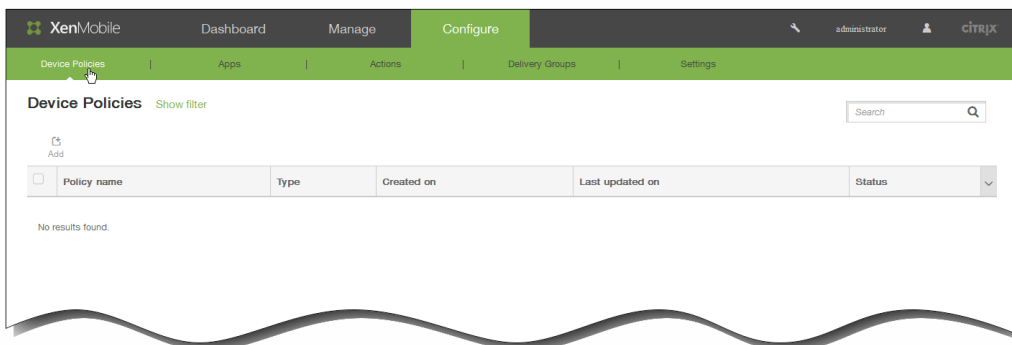 XenMobile Dashboard Manage Configure administrator CITRIX
Device Policies | Apps | Actions | Delivery Groups | Settings
Device Policies Show filter Search
Add
Policy name Type Created on Last updated on Status
No results found.